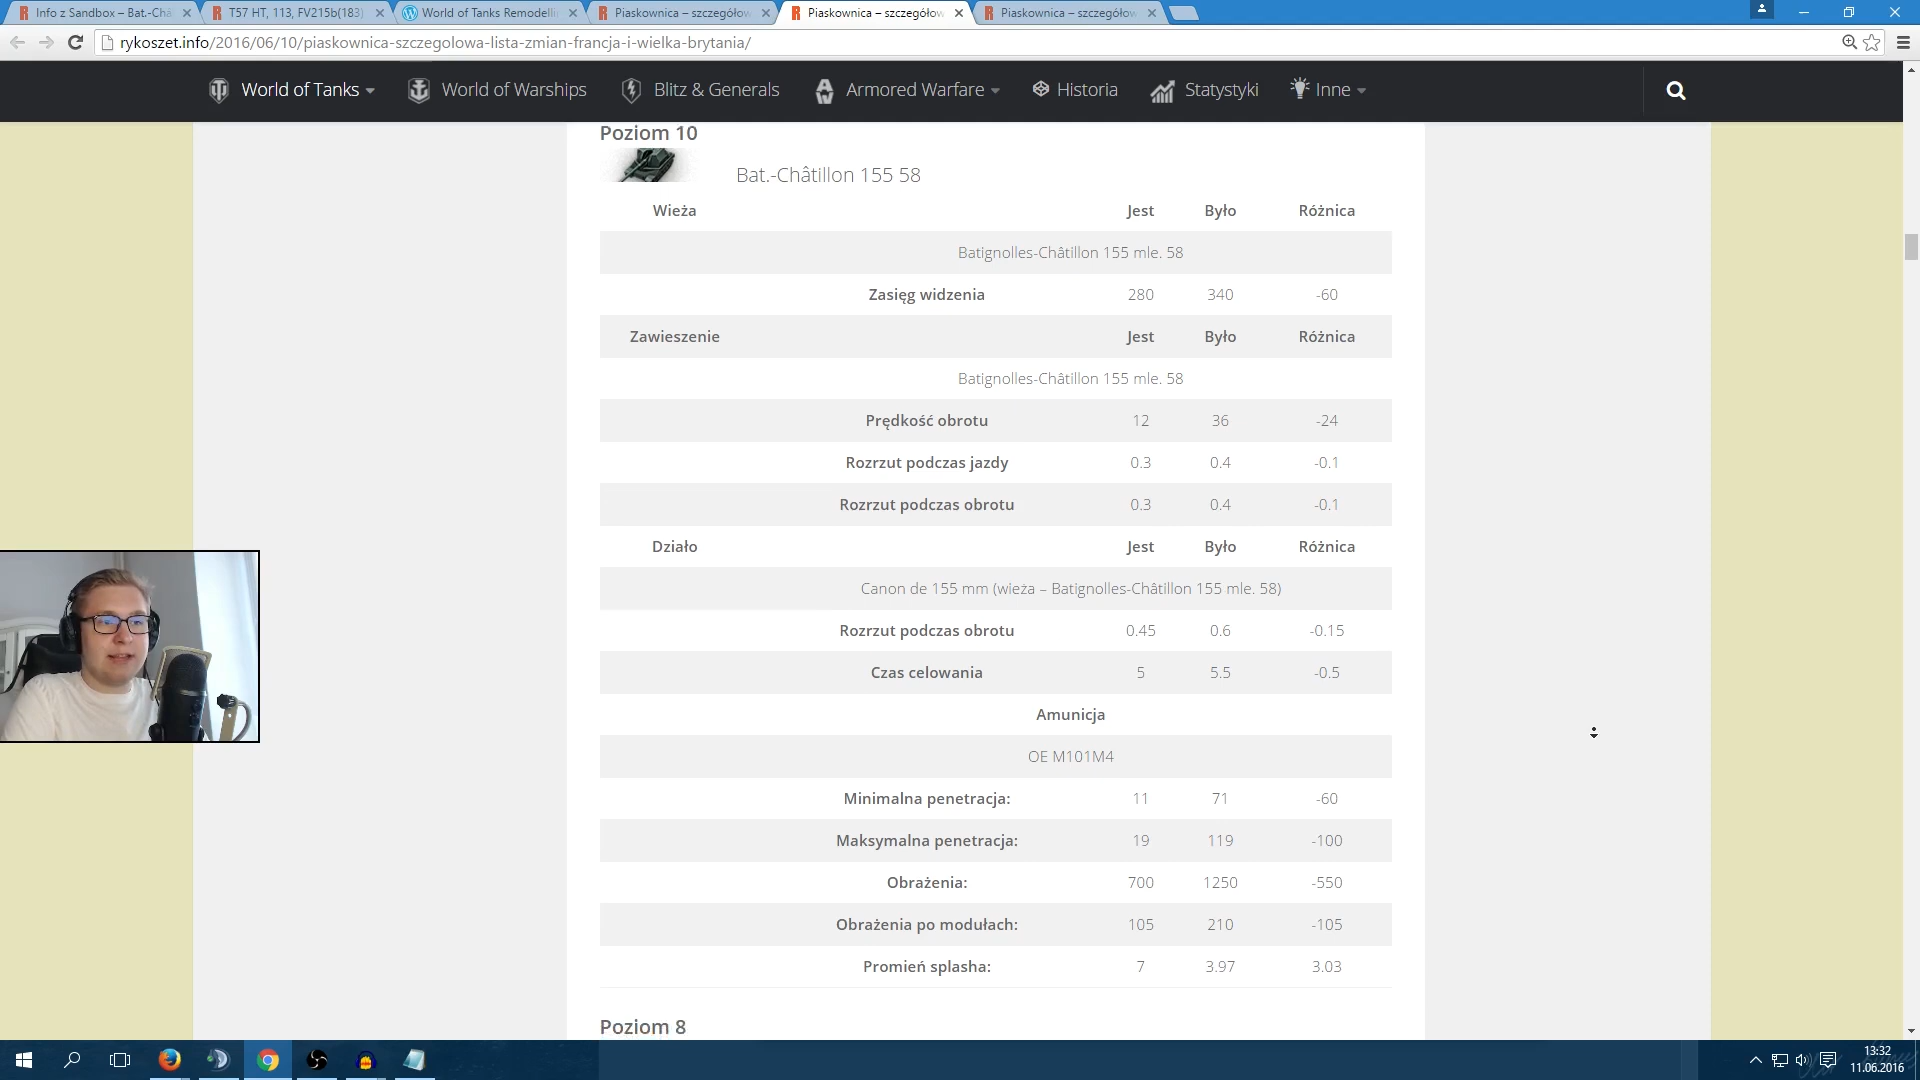 Info z Sandbox – Bat.-Châ
T57 HT, 113, FV215b(183)
World of Tanks Remodelli
Piaskownica – szczegółow
Piaskownica – szczegółow
Piaskownica – szczegółow
rykoszet.info/2016/06/10/piaskownica-szczegolowa-lista-zmian-francja-i-wielka-brytania/
World of Tanks World of Warships Blitz & Generals Armored Warfare Historia Statystyki Inne
Poziom 10
Bat.-Châtillon 155 58
Wieża Jest Było Różnica
Batignolles-Châtillon 155 mle. 58
Zasięg widzenia 280 340 -60
Zawieszenie Jest Było Różnica
Batignolles-Châtillon 155 mle. 58
Prędkość obrotu 12 36 -24
Rozrzut podczas jazdy 0.3 0.4 -0.1
Rozrzut podczas obrotu 0.3 0.4 -0.1
Działo Jest Było Różnica
Canon de 155 mm (wieża – Batignolles-Châtillon 155 mle. 58)
Rozrzut podczas obrotu 0.45 0.6 -0.15
Czas celowania 5 5.5 -0.5
Amunicja
OE M101M4
Minimalna penetracja: 11 71 -60
Maksymalna penetracja: 19 119 -100
Obrażenia: 700 1250 -550
Obrażenia po modułach: 105 210 -105
Promień splasha: 7 3.97 3.03
Poziom 8
13:32
11.06.2016